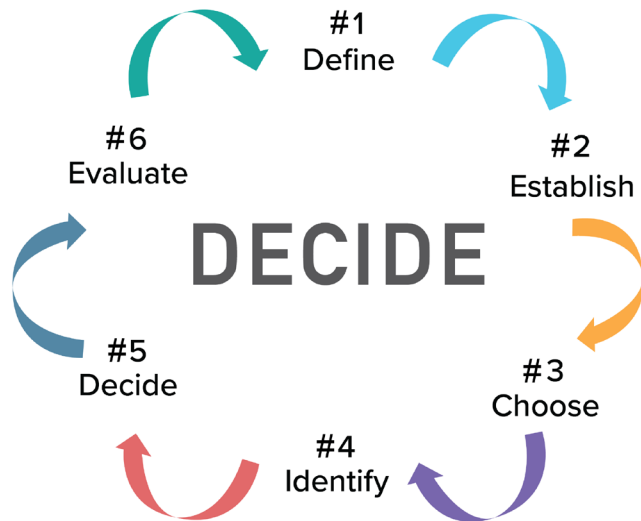 #1
Define
#2
Establish
#3
Choose
#4
Identify
#5
Decide
#6
Evaluate
DECIDE